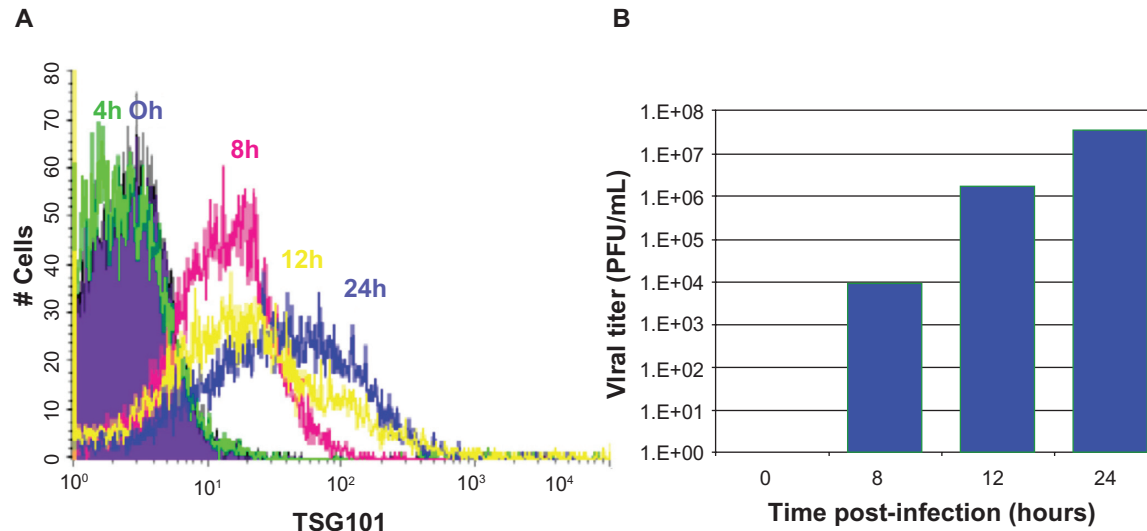 A
80
70
60
50
40
30
20
10
0
# Cells
4h Oh
8h
12h
24h
10⁰
10¹
10²
10³
10⁴
TSG101
B
1.E+08
1.E+07
1.E+06
1.E+05
1.E+04
1.E+03
1.E+02
1.E+01
1.E+00
VIral titer (PFU/mL)
0
8
12
24
Time post-infection (hours)